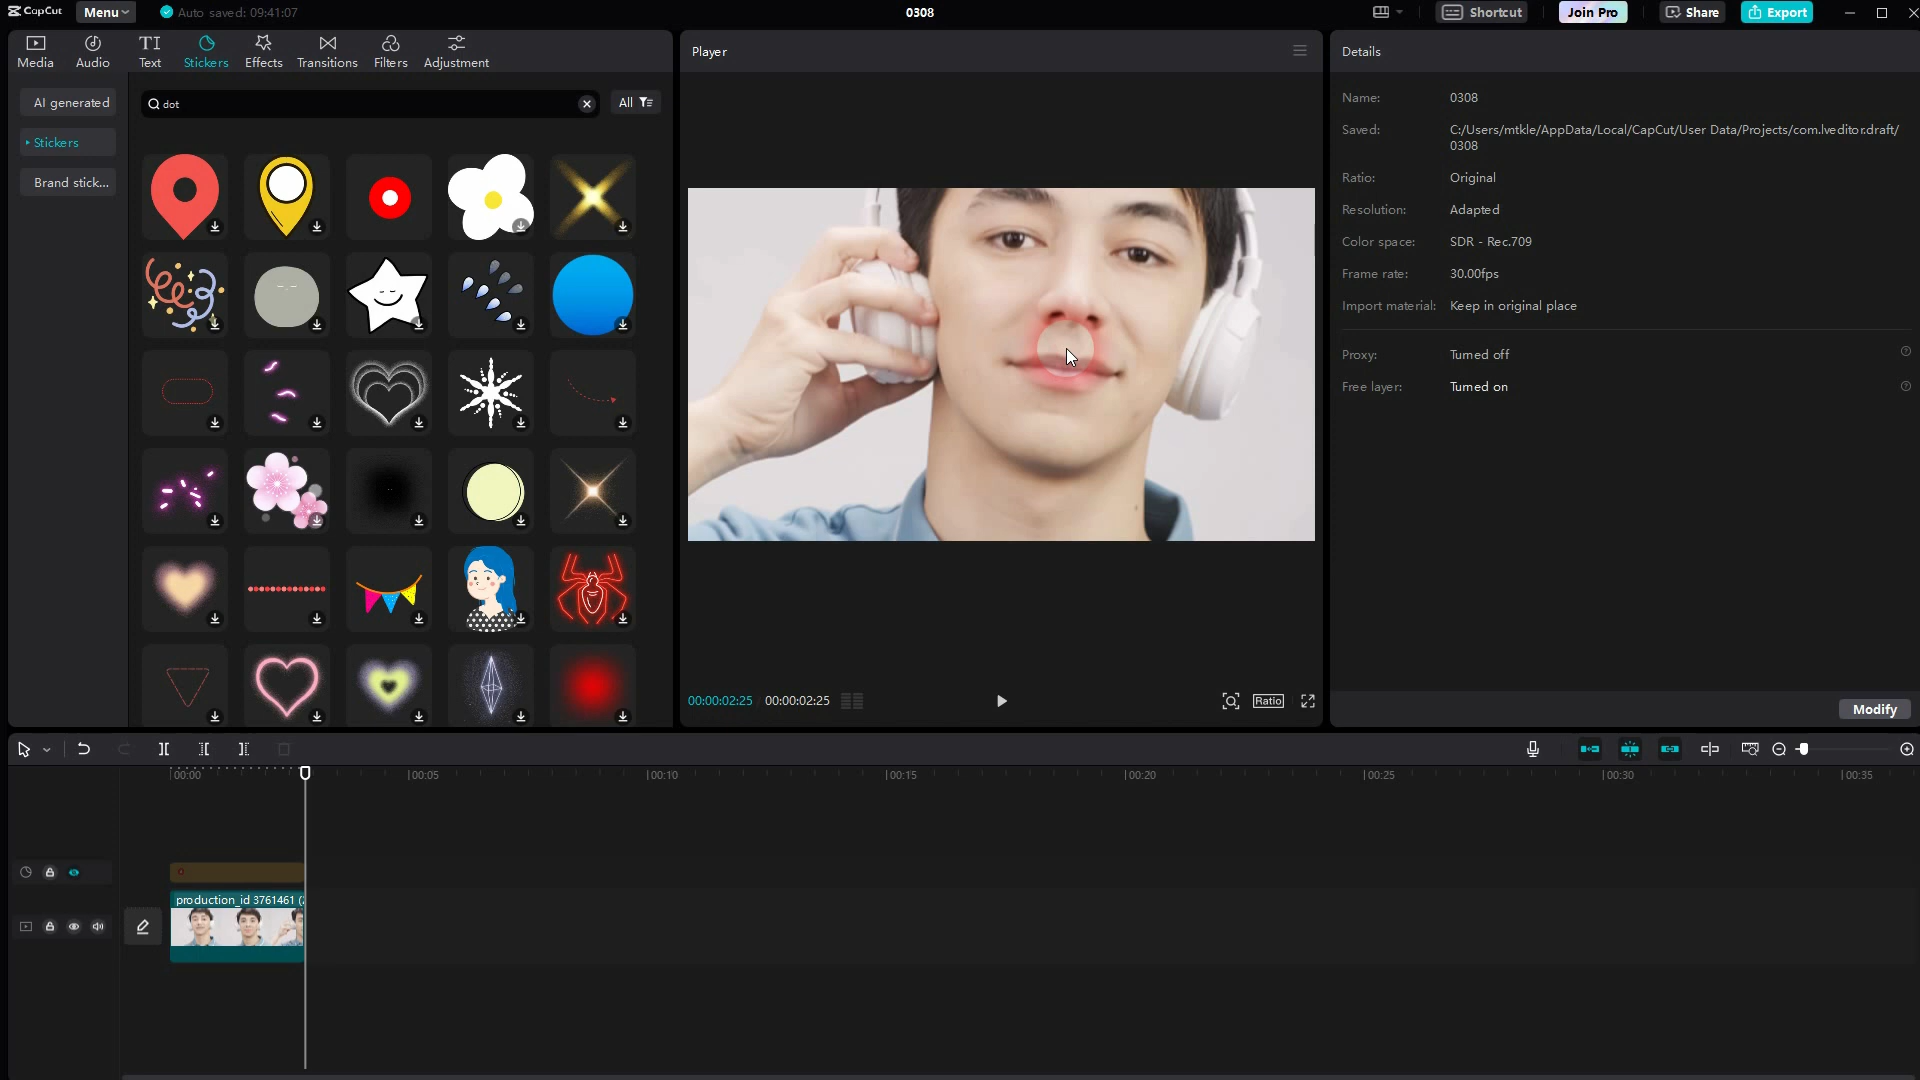 CapCut
Menu
Auto saved: 09:41:07
0308
Shortcut
Join Pro
Share
Export
Media
Audio
Text
Stickers
Effects
Transitions
Filters
Adjustment
AI generated
Stickers
Brand stick...
dot
All
Player
00:00:02:25
00:00:02:25
Ratio
Details
Name: 0308
Saved: C:/Users/mtkle/AppData/Local/CapCut/User Data/Projects/com.lveditor.draft/
0308
Ratio: Original
Resolution: Adapted
Color space: SDR - Rec.709
Frame rate: 30.00fps
Import material: Keep in original place
Proxy: Turned off
Free layer: Turned on
Modify
00:00
00:05
00:10
00:15
00:20
00:25
00:30
00:35
production_id 3761461 (